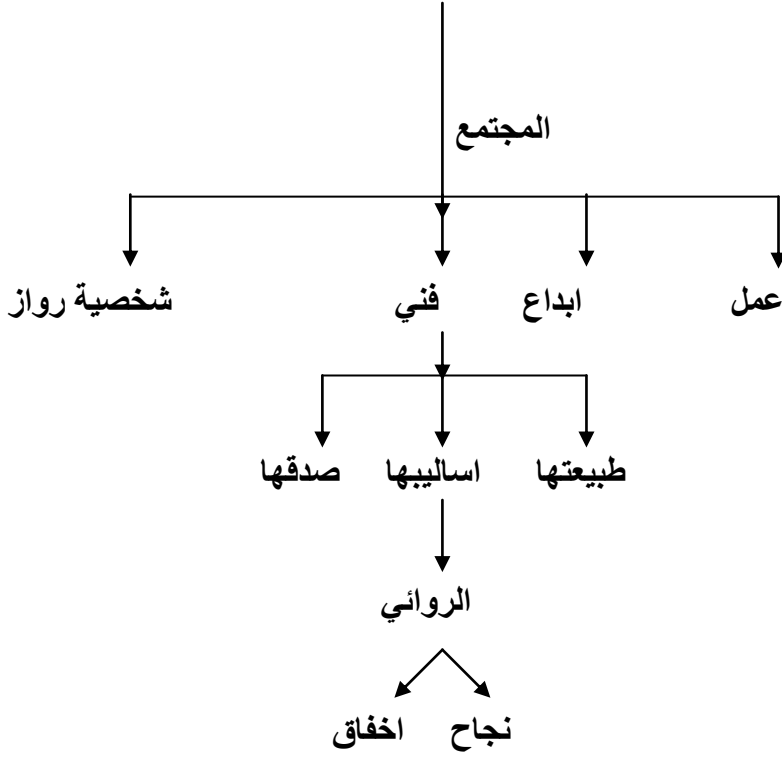 المجتمع
عمل ابداع فني شخصية رواز
طبيعتها اساليبها صدقها
الروائي
نجاح اخفاق